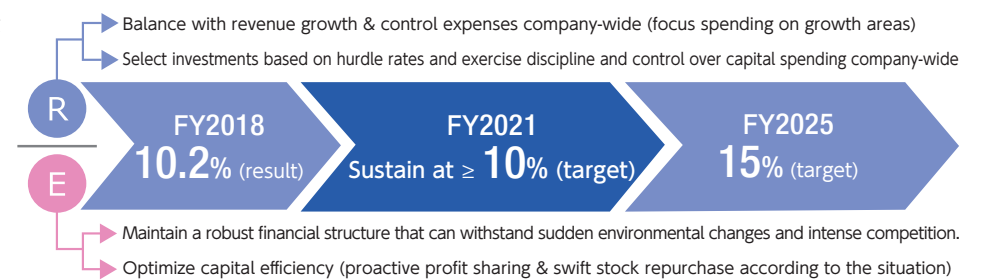 Balance with revenue growth & control expenses company-wide (focus spending on growth areas)
Select investments based on hurdle rates and exercise discipline and control over capital spending company-wide
R
E
FY2018
10.2% (result)
FY2021
Sustain at ≥ 10% (target)
FY2025
15% (target)
Maintain a robust financial structure that can withstand sudden environmental changes and intense competition.
Optimize capital efficiency (proactive profit sharing & swift stock repurchase according to the situation)